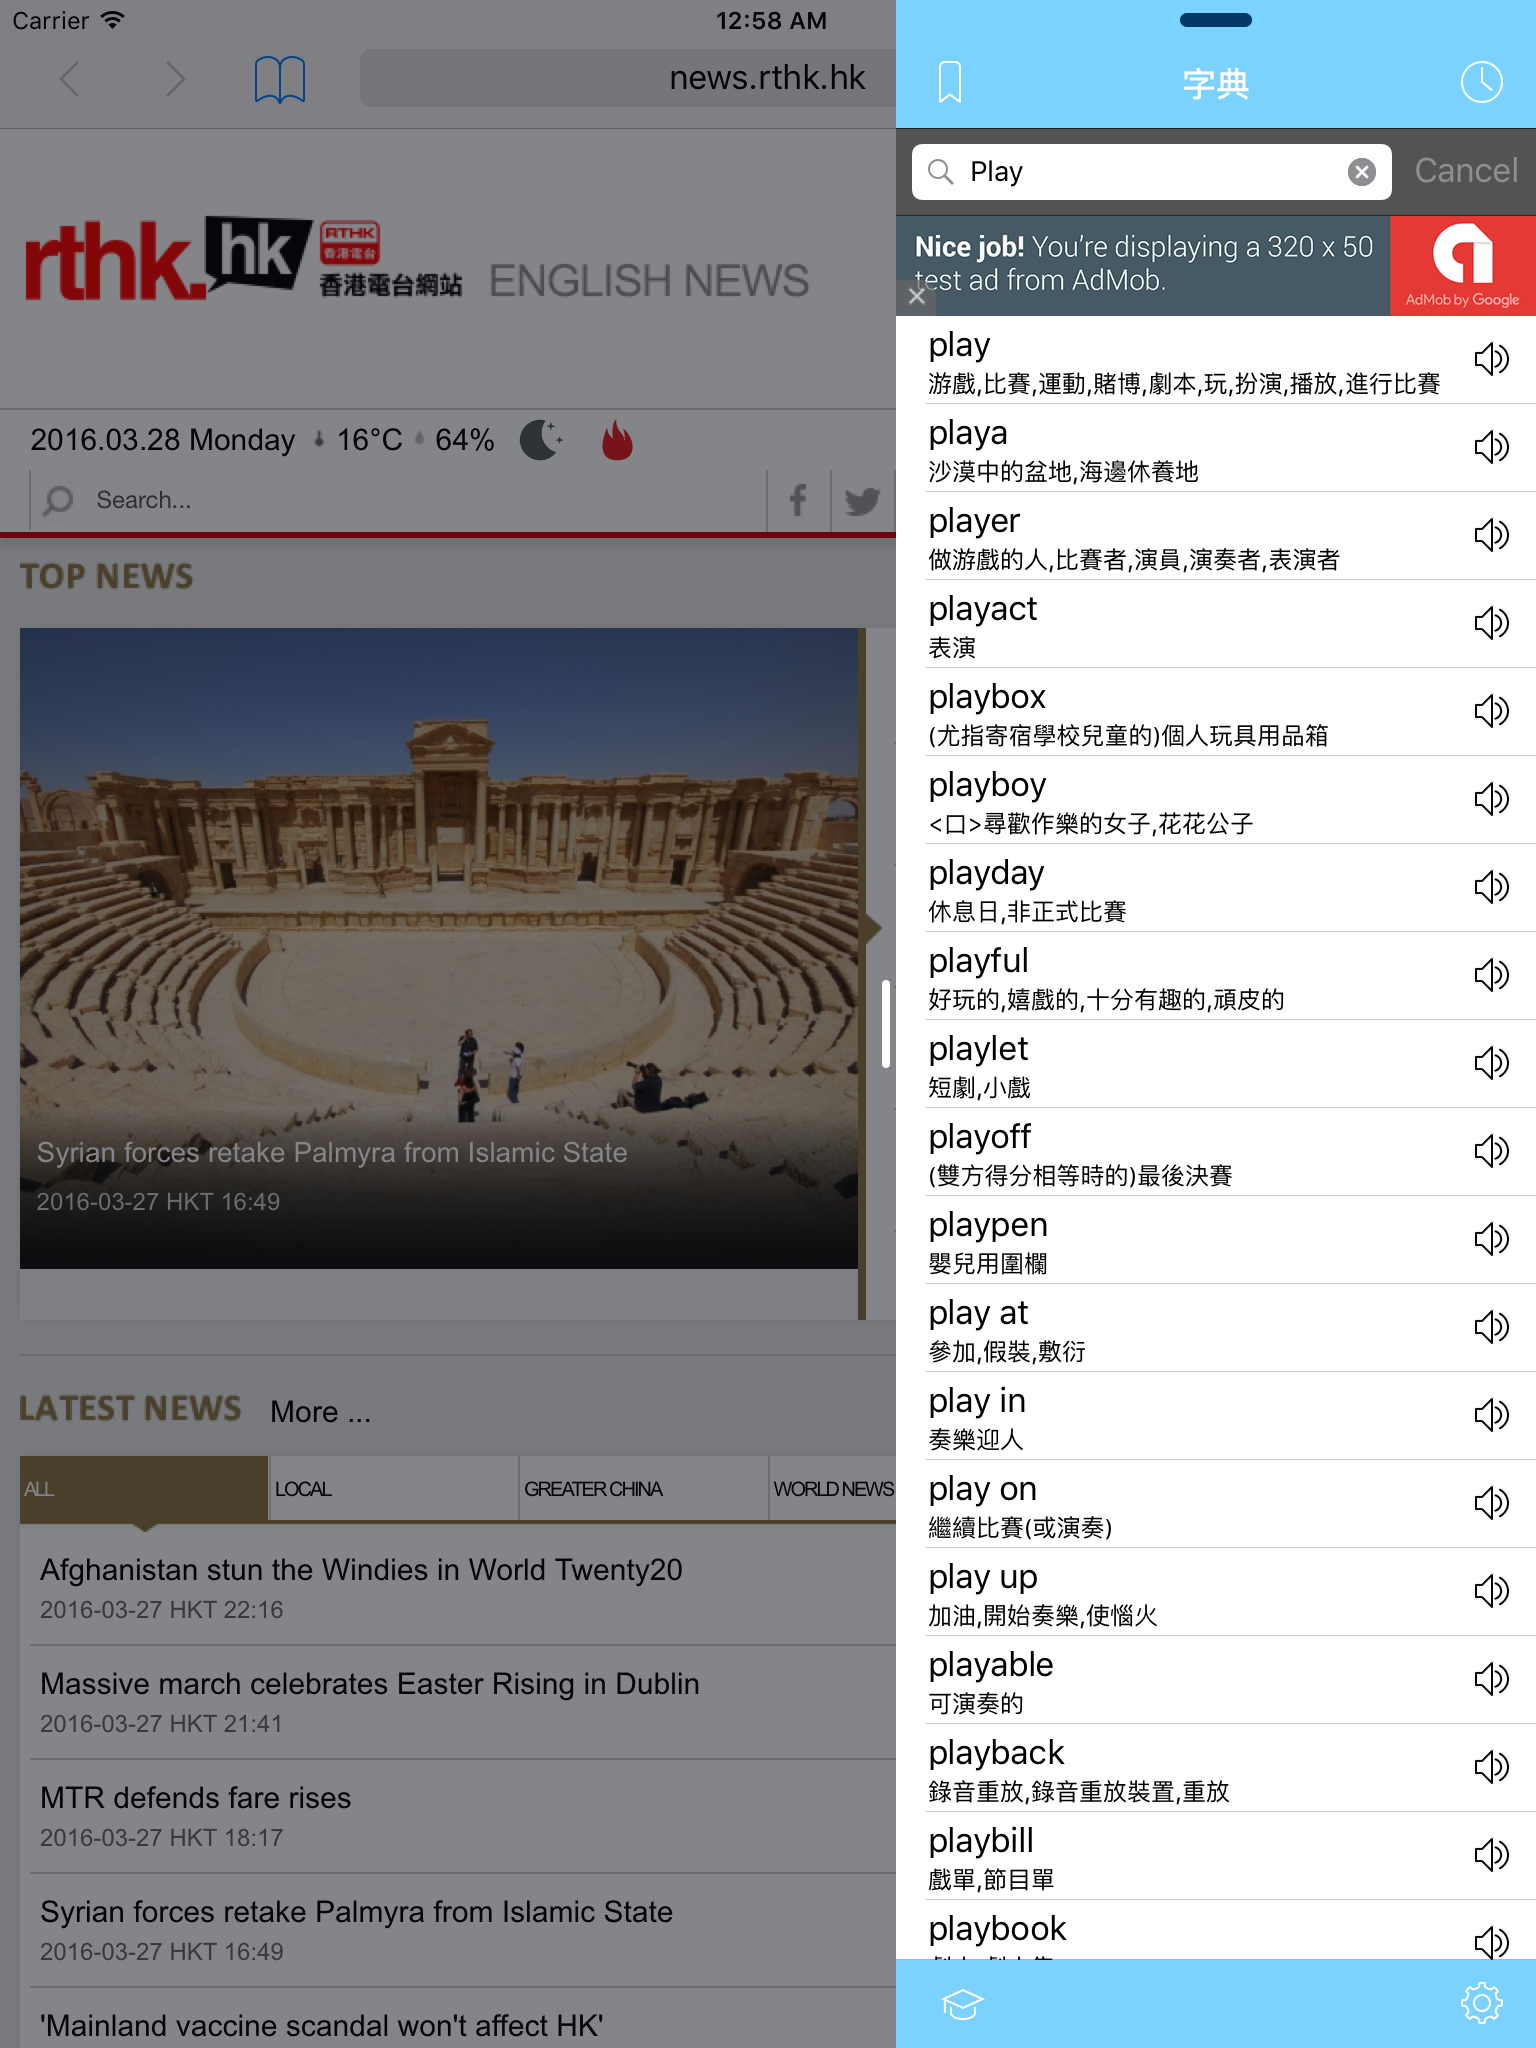 Carrier
12:58 AM
news.rthk.hk
rthk.hk
RTHK
香港電台
香港電台網站
ENGLISH NEWS
2016.03.28 Monday 16°C 64%
Search...
TOP NEWS
Syrian forces retake Palmyra from Islamic State
2016-03-27 HKT 16:49
LATEST NEWS More ...
ALL
LOCAL
GREATER CHINA
WORLD NEWS
Afghanistan stun the Windies in World Twenty20
2016-03-27 HKT 22:16
Massive march celebrates Easter Rising in Dublin
2016-03-27 HKT 21:41
MTR defends fare rises
2016-03-27 HKT 18:17
Syrian forces retake Palmyra from Islamic State
2016-03-27 HKT 16:49
'Mainland vaccine scandal won't affect HK'
字典
Play
Cancel
Nice job! You're displaying a 320 x 50
test ad from AdMob.
AdMob by Google
play
游戲,比賽,運動,賭博,劇本,玩,扮演,播放,進行比賽
playa
沙漠中的盆地,海邊休養地
player
做游戲的人,比賽者,演員,演奏者,表演者
playact
表演
playbox
(尤指寄宿學校兒童的)個人玩具用品箱
playboy
<口>尋歡作樂的女子,花花公子
playday
休息日,非正式比賽
playful
好玩的,嬉戲的,十分有趣的,頑皮的
playlet
短劇,小戲
playoff
(雙方得分相等時的)最後決賽
playpen
嬰兒用圍欄
play at
參加,假裝,敷衍
play in
奏樂迎人
play on
繼續比賽(或演奏)
play up
加油,開始奏樂,使惱火
playable
可演奏的
playback
錄音重放,錄音重放裝置,重放
playbill
戲單,節目單
playbook